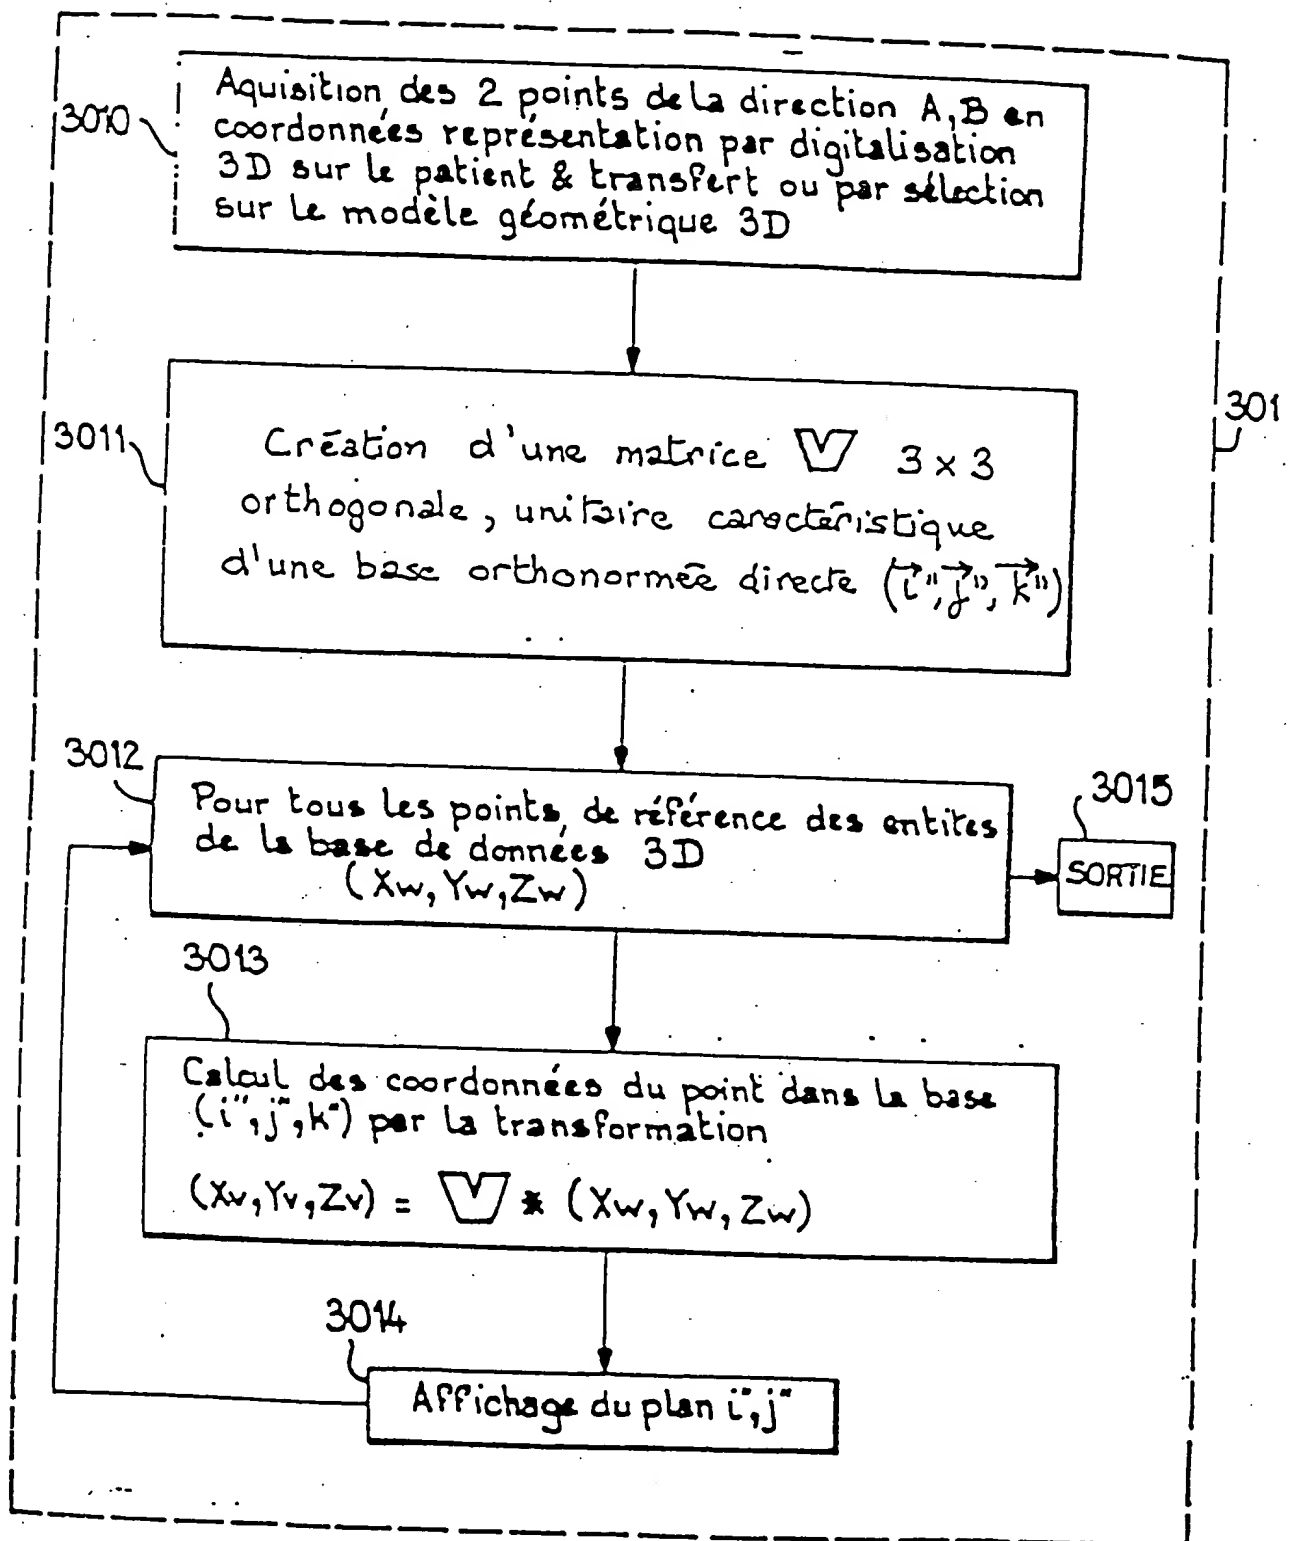 3010
Aquisition des 2 points de la direction A,B en
coordonnées représentation par digitalisation
3D sur le patient & transfert ou par sélection
sur le modèle géométrique 3D
301
3011
Création d'une matrice V 3 x 3
orthogonale, unitaire caractéristique
d'une base orthonormée directe (i⃗", j⃗", k⃗")
3012
Pour tous les points, de référence des entites
de la base de données 3D
(Xw, Yw, Zw)
3015
SORTIE
3013
Calcul des coordonnées du point dans la base
(i", j", k") par la transformation
(Xv, Yv, Zv) = V * (Xw, Yw, Zw)
3014
Affichage du plan i", j"